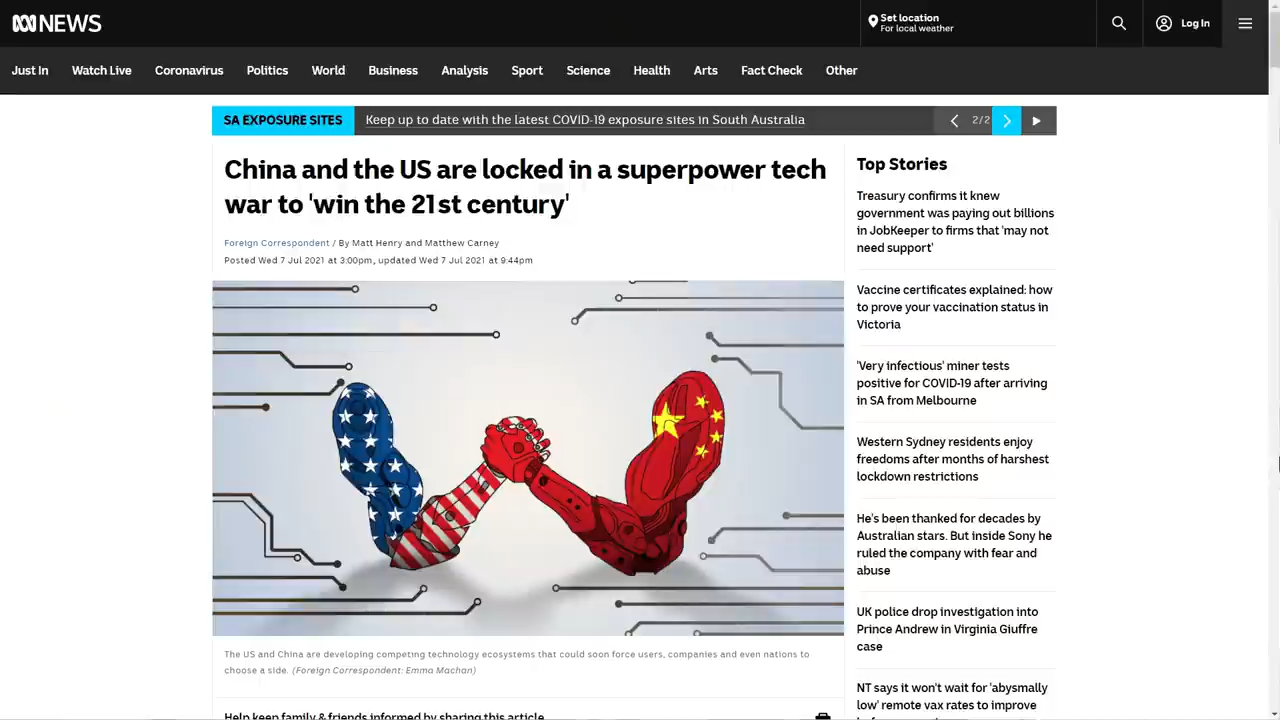 NEWS
Set location
For local weather
Log In
Just In
Watch Live
Coronavirus
Politics
World
Business
Analysis
Sport
Science
Health
Arts
Fact Check
Other
SA EXPOSURE SITES
Keep up to date with the latest COVID-19 exposure sites in South Australia
2/2
China and the US are locked in a superpower tech
war to 'win the 21st century'
Foreign Correspondent / By Matt Henry and Matthew Carney
Posted Wed 7 Jul 2021 at 3:00pm, updated Wed 7 Jul 2021 at 9:44pm
The US and China are developing competing technology ecosystems that could soon force users, companies and even nations to
choose a side. (Foreign Correspondent: Emma Machan)
Help keep family & friends informed by sharing this article
Top Stories
Treasury confirms it knew
government was paying out billions
in JobKeeper to firms that 'may not
need support'
Vaccine certificates explained: how
to prove your vaccination status in
Victoria
'Very infectious' miner tests
positive for COVID-19 after arriving
in SA from Melbourne
Western Sydney residents enjoy
freedoms after months of harshest
lockdown restrictions
He's been thanked for decades by
Australian stars. But inside Sony he
ruled the company with fear and
abuse
UK police drop investigation into
Prince Andrew in Virginia Giuffre
case
NT says it won't wait for 'abysmally
low' remote vax rates to improve